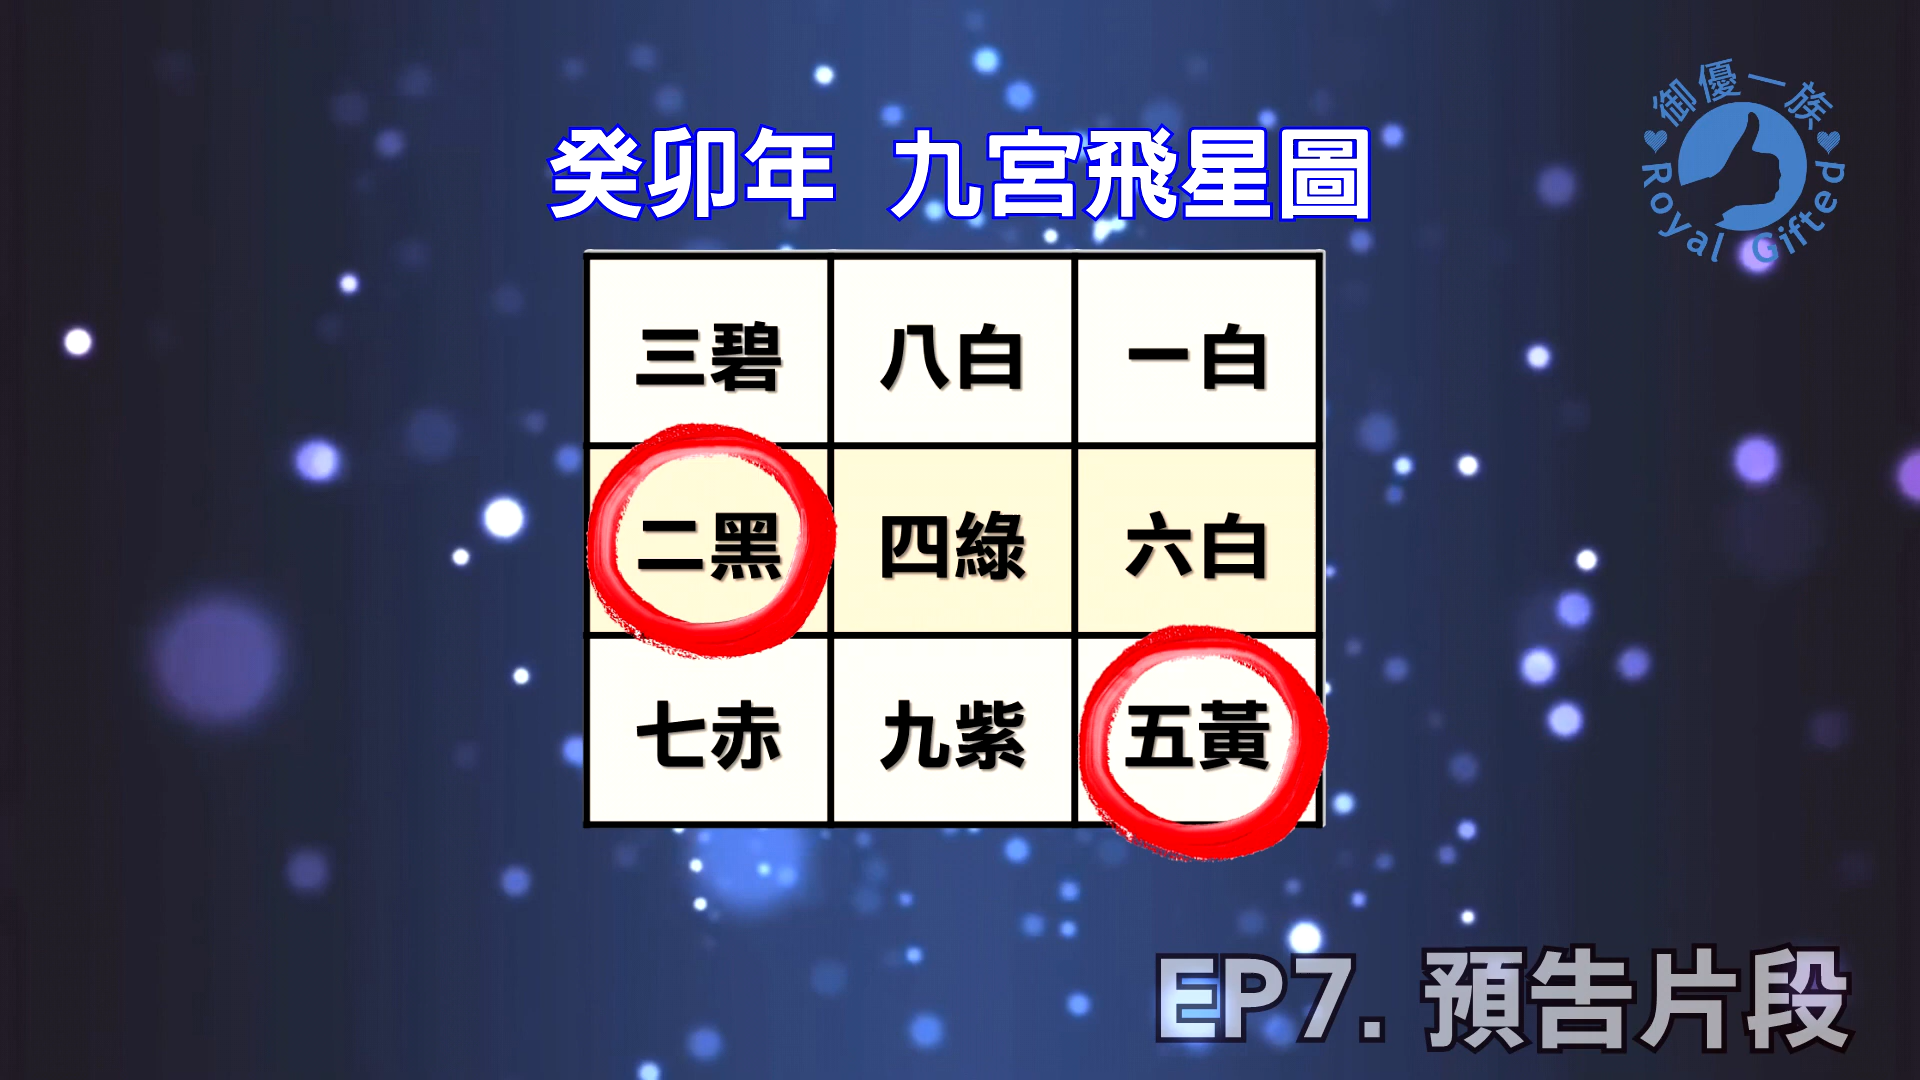 御優一族
Royal Gifted
癸卯年 九宮飛星圖
三碧 八白 一白
二黑 四綠 六白
七赤 九紫 五黃
EP7. 預告片段